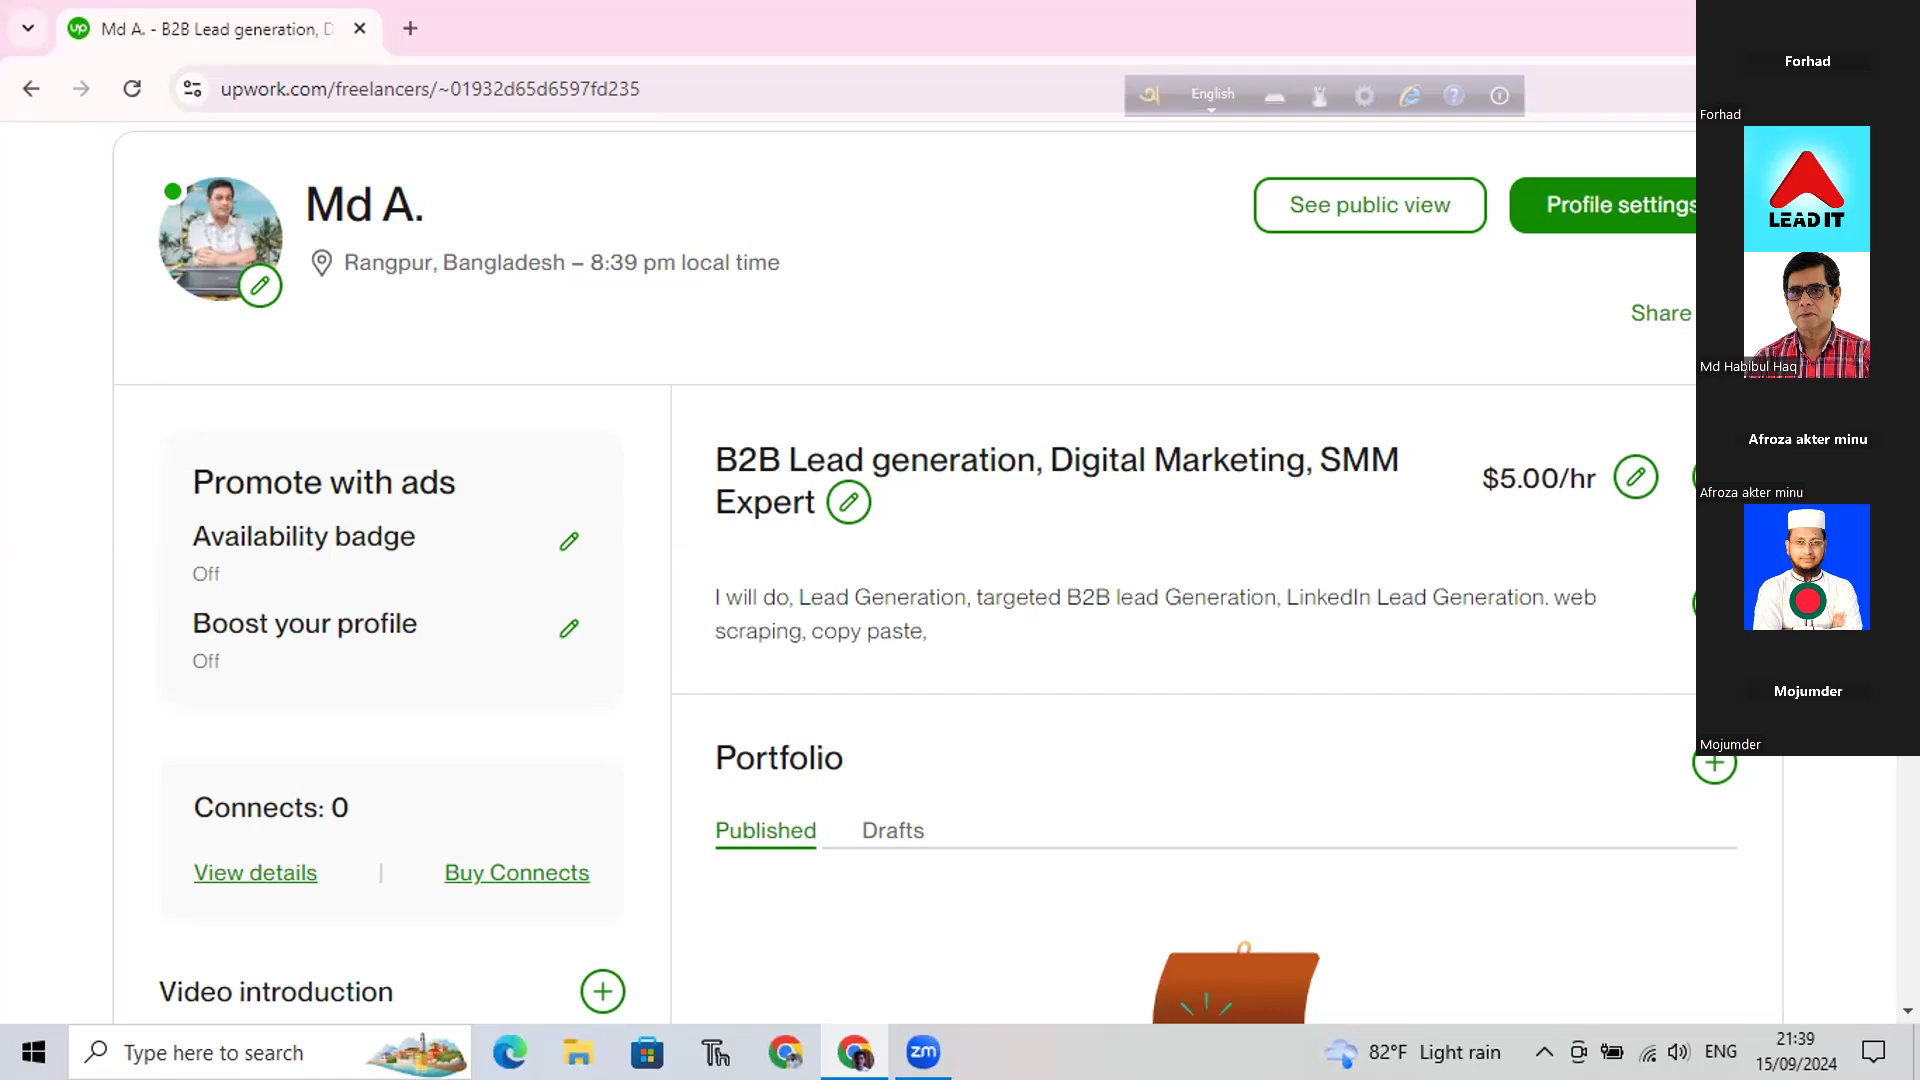 Md A. - B2B Lead generation, D
upwork.com/freelancers/~01932d65d6597fd235
অ English
Md A.
Rangpur, Bangladesh – 8:39 pm local time
See public view
Profile settings
Share
Promote with ads
Availability badge
Off
Boost your profile
Off
Connects: 0
View details | Buy Connects
Video introduction
B2B Lead generation, Digital Marketing, SMM
Expert
$5.00/hr
I will do, Lead Generation, targeted B2B lead Generation, LinkedIn Lead Generation. web
scraping, copy paste,
Portfolio
Published
Drafts
Forhad
Forhad
LEAD IT
Md Habibul Haq
Afroza akter minu
Afroza akter minu
Mojumder
Mojumder
Type here to search
zm
82°F Light rain
ENG
21:39
15/09/2024